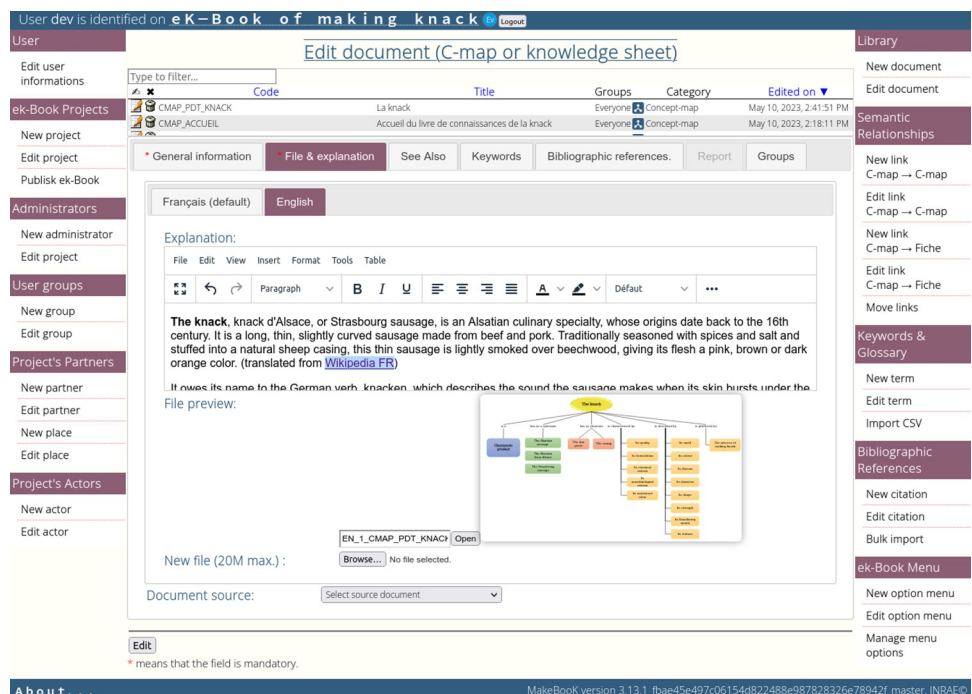 User dev is identified on eK-Book of making knack Ev Logout
User
Edit user
informations
ek-Book Projects
New project
Edit project
Publisk ek-Book
Administrators
New administrator
Edit project
User groups
New group
Edit group
Project's Partners
New partner
Edit partner
New place
Edit place
Project's Actors
New actor
Edit actor
Edit document (C-map or knowledge sheet)
Type to filter...
Code Title Groups Category Edited on ▼
CMAP_PDT_KNACK La knack Everyone Concept-map May 10, 2023, 2:41:51 PM
CMAP_ACCUEIL Accueil du livre de connaissances de la knack Everyone Concept-map May 10, 2023, 2:18:11 PM
* General information * File & explanation See Also Keywords Bibliographic references. Report Groups
Français (default) English
Explanation:
File Edit View Insert Format Tools Table
Paragraph B I U A Défaut ...
The knack, knack d'Alsace, or Strasbourg sausage, is an Alsatian culinary specialty, whose origins date back to the 16th
century. It is a long, thin, slightly curved sausage made from beef and pork. Traditionally seasoned with spices and salt and
stuffed into a natural sheep casing, this thin sausage is lightly smoked over beechwood, giving its flesh a pink, brown or dark
orange color. (translated from Wikipedia FR)
It owes its name to the German verb, knacken, which describes the sound the sausage makes when its skin bursts under the
File preview:
The knack
EN_1_CMAP_PDT_KNACK Open
New file (20M max.) : Browse... No file selected.
Document source: Select source document
Edit
* means that the field is mandatory.
Library
New document
Edit document
Semantic
Relationships
New link
C-map → C-map
Edit link
C-map → C-map
New link
C-map → Fiche
Edit link
C-map → Fiche
Move links
Keywords &
Glossary
New term
Edit term
Import CSV
Bibliographic
References
New citation
Edit citation
Bulk import
ek-Book Menu
New option menu
Edit option menu
Manage menu
options
About... MakeBooK version 3.13.1_fbae45e497c06154d822488e987828326e78942f_master, INRAE©